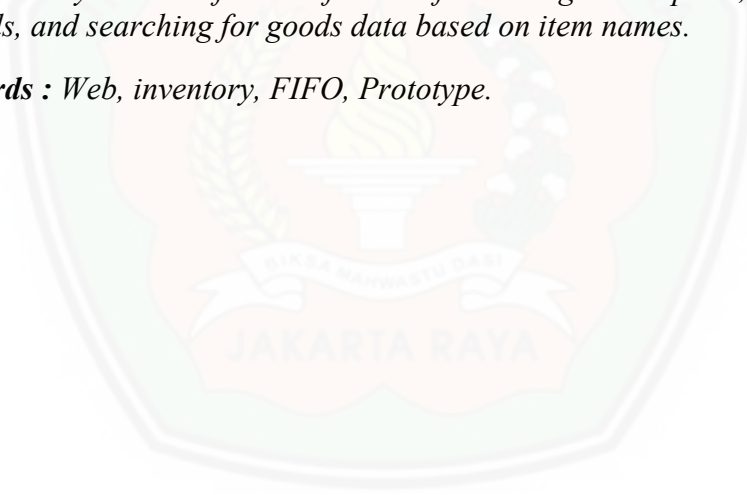 ls, and searching for goods data based on item names.
rds : Web, inventory, FIFO, Prototype.
BIKSA MAHWASTU DASI
JAKARTA RAYA